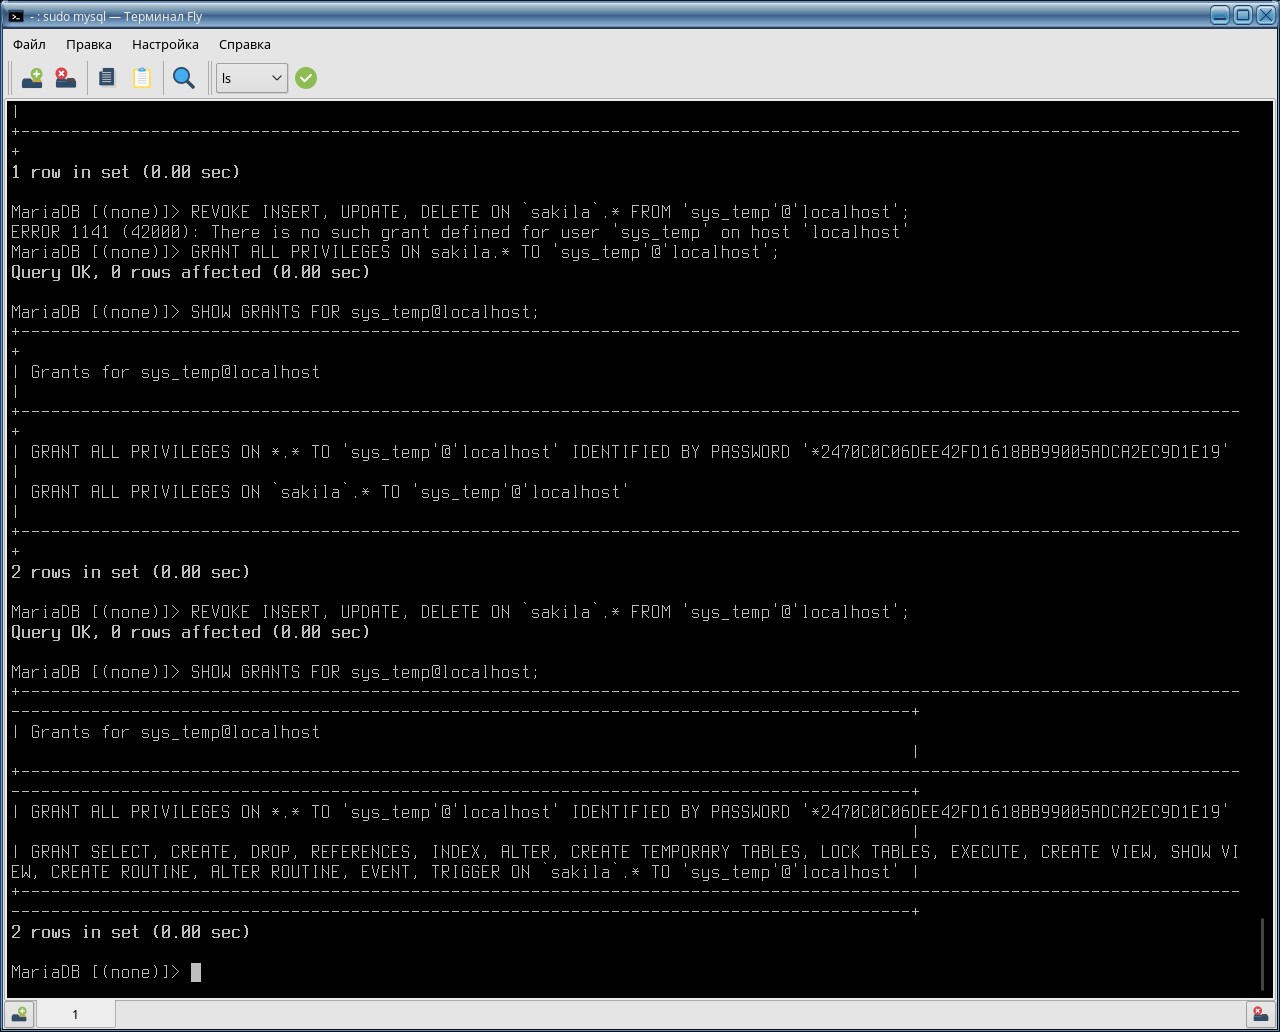 - : sudo mysql — Терминал Fly
Файл Правка Настройка Справка
ls
|
+--------------------------------------------------------------------------------------------------------------------------
+
1 row in set (0.00 sec)
MariaDB [(none)]> REVOKE INSERT, UPDATE, DELETE ON `sakila`.* FROM 'sys_temp'@'localhost';
ERROR 1141 (42000): There is no such grant defined for user 'sys_temp' on host 'localhost'
MariaDB [(none)]> GRANT ALL PRIVILEGES ON sakila.* TO 'sys_temp'@'localhost';
Query OK, 0 rows affected (0.00 sec)
MariaDB [(none)]> SHOW GRANTS FOR sys_temp@localhost;
+--------------------------------------------------------------------------------------------------------------------------
+
| Grants for sys_temp@localhost
|
+--------------------------------------------------------------------------------------------------------------------------
+
| GRANT ALL PRIVILEGES ON *.* TO 'sys_temp'@'localhost' IDENTIFIED BY PASSWORD '*2470C0C06DEE42FD1618BB99005ADCA2EC9D1E19'
|
| GRANT ALL PRIVILEGES ON `sakila`.* TO 'sys_temp'@'localhost'
|
+--------------------------------------------------------------------------------------------------------------------------
+
2 rows in set (0.00 sec)
MariaDB [(none)]> REVOKE INSERT, UPDATE, DELETE ON `sakila`.* FROM 'sys_temp'@'localhost';
Query OK, 0 rows affected (0.00 sec)
MariaDB [(none)]> SHOW GRANTS FOR sys_temp@localhost;
+--------------------------------------------------------------------------------------------------------------------------
------------------------------------------------------------------------------------------+
| Grants for sys_temp@localhost
|
+--------------------------------------------------------------------------------------------------------------------------
------------------------------------------------------------------------------------------+
| GRANT ALL PRIVILEGES ON *.* TO 'sys_temp'@'localhost' IDENTIFIED BY PASSWORD '*2470C0C06DEE42FD1618BB99005ADCA2EC9D1E19'
|
| GRANT SELECT, CREATE, DROP, REFERENCES, INDEX, ALTER, CREATE TEMPORARY TABLES, LOCK TABLES, EXECUTE, CREATE VIEW, SHOW VI
EW, CREATE ROUTINE, ALTER ROUTINE, EVENT, TRIGGER ON `sakila`.* TO 'sys_temp'@'localhost' |
+--------------------------------------------------------------------------------------------------------------------------
------------------------------------------------------------------------------------------+
2 rows in set (0.00 sec)
MariaDB [(none)]>
1